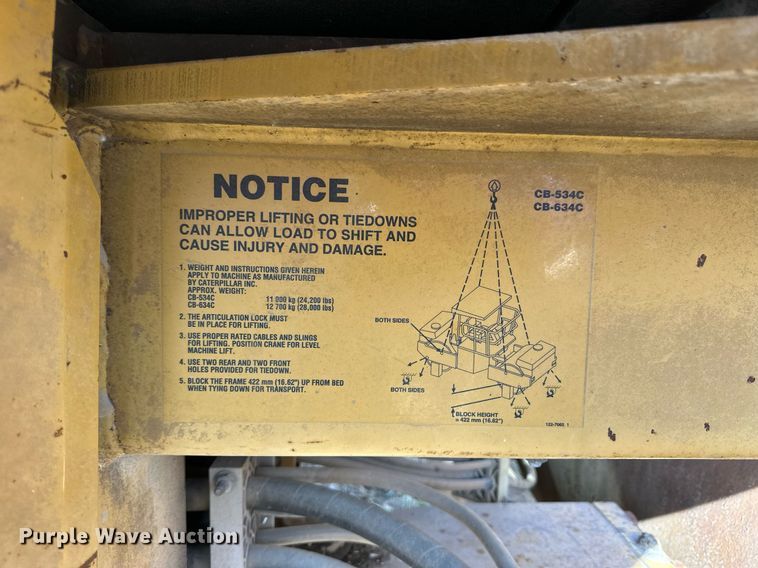 NOTICE
IMPROPER LIFTING OR TIEDOWNS
CAN ALLOW LOAD TO SHIFT AND
CAUSE INJURY AND DAMAGE.
CB-534C
CB-634C
1. WEIGHT AND INSTRUCTIONS GIVEN HEREIN
APPLY TO MACHINE AS MANUFACTURED
BY CATERPILLAR INC.
APPROX. WEIGHT:
CB-534C 11 000 kg (24,200 lbs)
CB-634C 12 700 kg (28,000 lbs)
2. THE ARTICULATION LOCK MUST
BE IN PLACE FOR LIFTING.
3. USE PROPER RATED CABLES AND SLINGS
FOR LIFTING. POSITION CRANE FOR LEVEL
MACHINE LIFT.
4. USE TWO REAR AND TWO FRONT
HOLES PROVIDED FOR TIEDOWN.
5. BLOCK THE FRAME 422 mm (16.62") UP FROM BED
WHEN TYING DOWN FOR TRANSPORT.
BOTH SIDES
BOTH SIDES
BLOCK HEIGHT
= 422 mm (16.62")
Purple Wave Auction